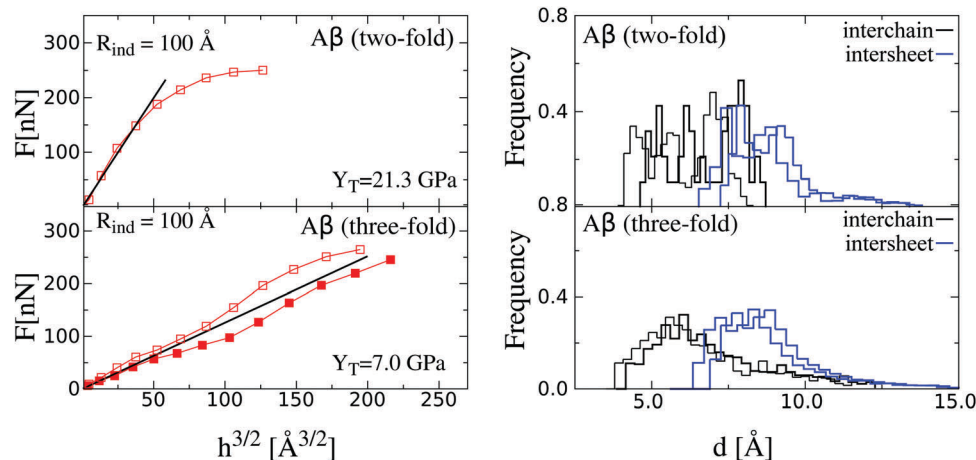 300
R_ind = 100 Å
Aβ (two-fold)
200
F[nN]
100
Y_T=21.3 GPa
0
R_ind = 100 Å
Aβ (three-fold)
300
200
F[nN]
100
Y_T=7.0 GPa
0
50 100 150 200 250
h^3/2 [Å^3/2]
0.8
Aβ (two-fold)
interchain
intersheet
Frequency
0.4
0.8
Aβ (three-fold)
interchain
intersheet
Frequency
0.4
0.0
5.0 10.0 15.0
d [Å]